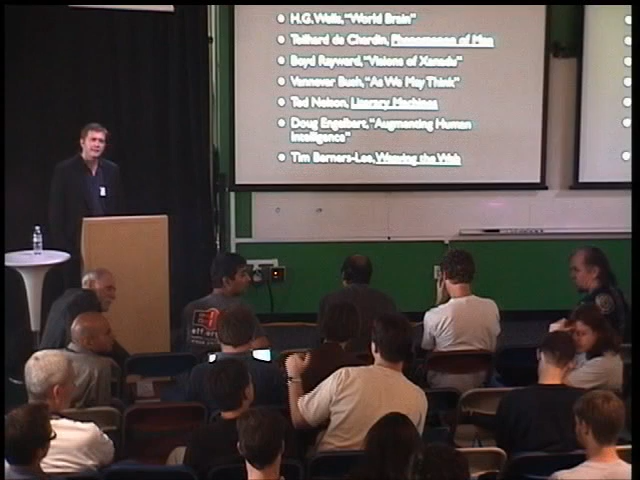 • H.G. Wells, "World Brain"
• Teilhard de Chardin, Phenomenon of Man
• Boyd Rayward, "Visions of Xanadu"
• Vannevar Bush, "As We May Think"
• Ted Nelson, Literary Machines
• Doug Engelbart, "Augmenting Human
Intelligence"
• Tim Berners-Lee, Weaving the Web